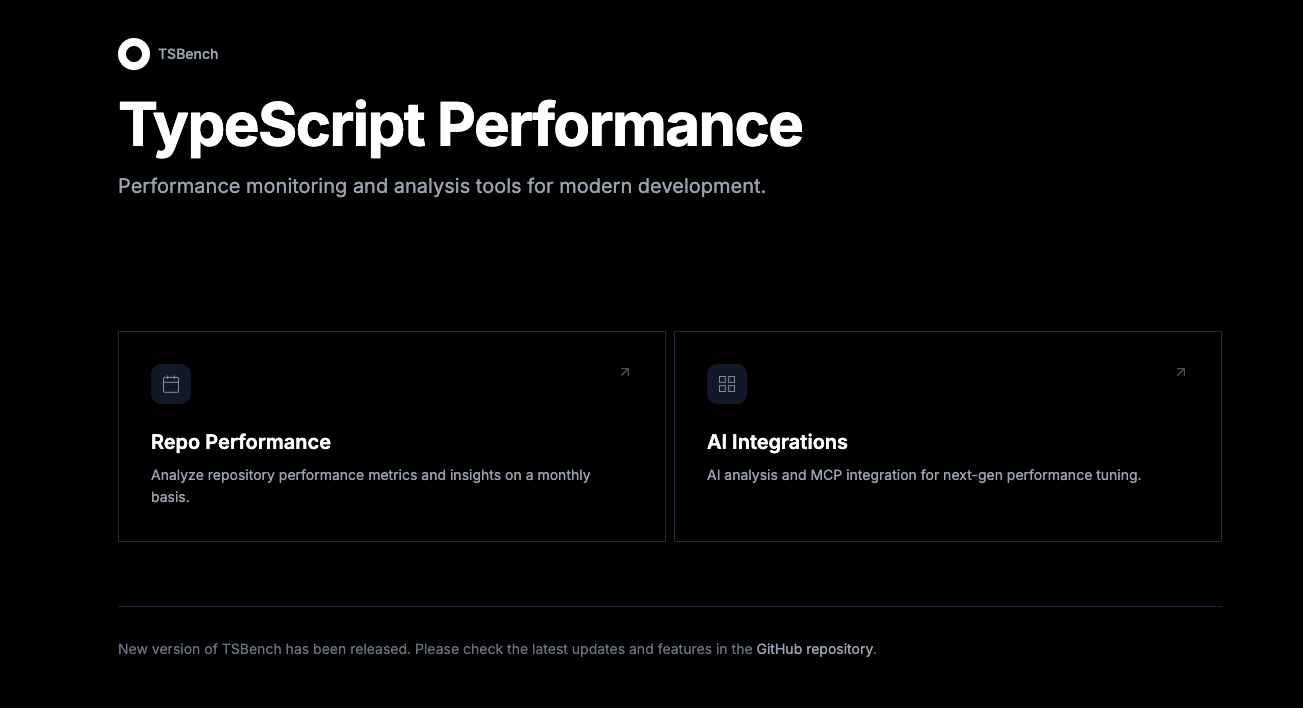 TSBench
TypeScript Performance
Performance monitoring and analysis tools for modern development.
Repo Performance
Analyze repository performance metrics and insights on a monthly
basis.
AI Integrations
AI analysis and MCP integration for next-gen performance tuning.
New version of TSBench has been released. Please check the latest updates and features in the GitHub repository.